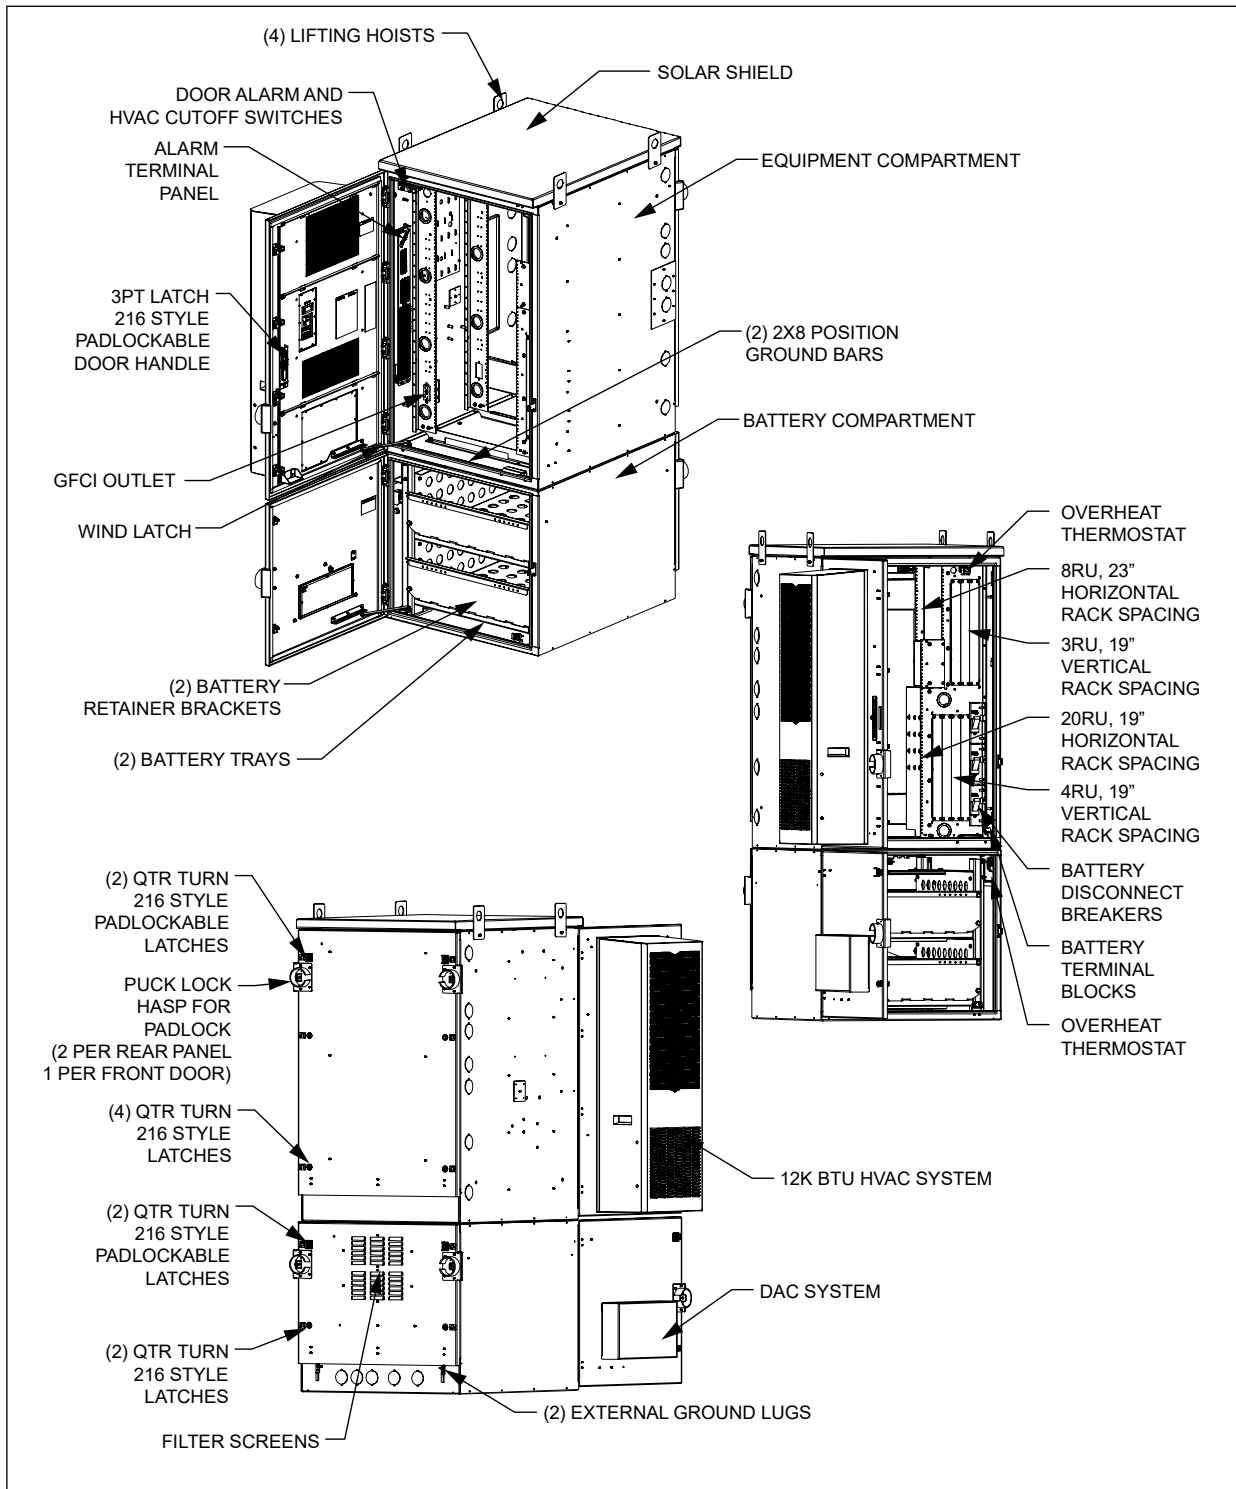 (4) LIFTING HOISTS
SOLAR SHIELD
DOOR ALARM AND
HVAC CUTOFF SWITCHES
ALARM
TERMINAL
PANEL
EQUIPMENT COMPARTMENT
3PT LATCH
216 STYLE
PADLOCKABLE
DOOR HANDLE
(2) 2X8 POSITION
GROUND BARS
BATTERY COMPARTMENT
GFCI OUTLET
WIND LATCH
(2) BATTERY
RETAINER BRACKETS
(2) BATTERY TRAYS
OVERHEAT
THERMOSTAT
8RU, 23”
HORIZONTAL
RACK SPACING
3RU, 19”
VERTICAL
RACK SPACING
20RU, 19”
HORIZONTAL
RACK SPACING
4RU, 19”
VERTICAL
RACK SPACING
BATTERY
DISCONNECT
BREAKERS
BATTERY
TERMINAL
BLOCKS
OVERHEAT
THERMOSTAT
(2) QTR TURN
216 STYLE
PADLOCKABLE
LATCHES
PUCK LOCK
HASP FOR
PADLOCK
(2 PER REAR PANEL
1 PER FRONT DOOR)
(4) QTR TURN
216 STYLE
LATCHES
(2) QTR TURN
216 STYLE
PADLOCKABLE
LATCHES
(2) QTR TURN
216 STYLE
LATCHES
FILTER SCREENS
12K BTU HVAC SYSTEM
DAC SYSTEM
(2) EXTERNAL GROUND LUGS